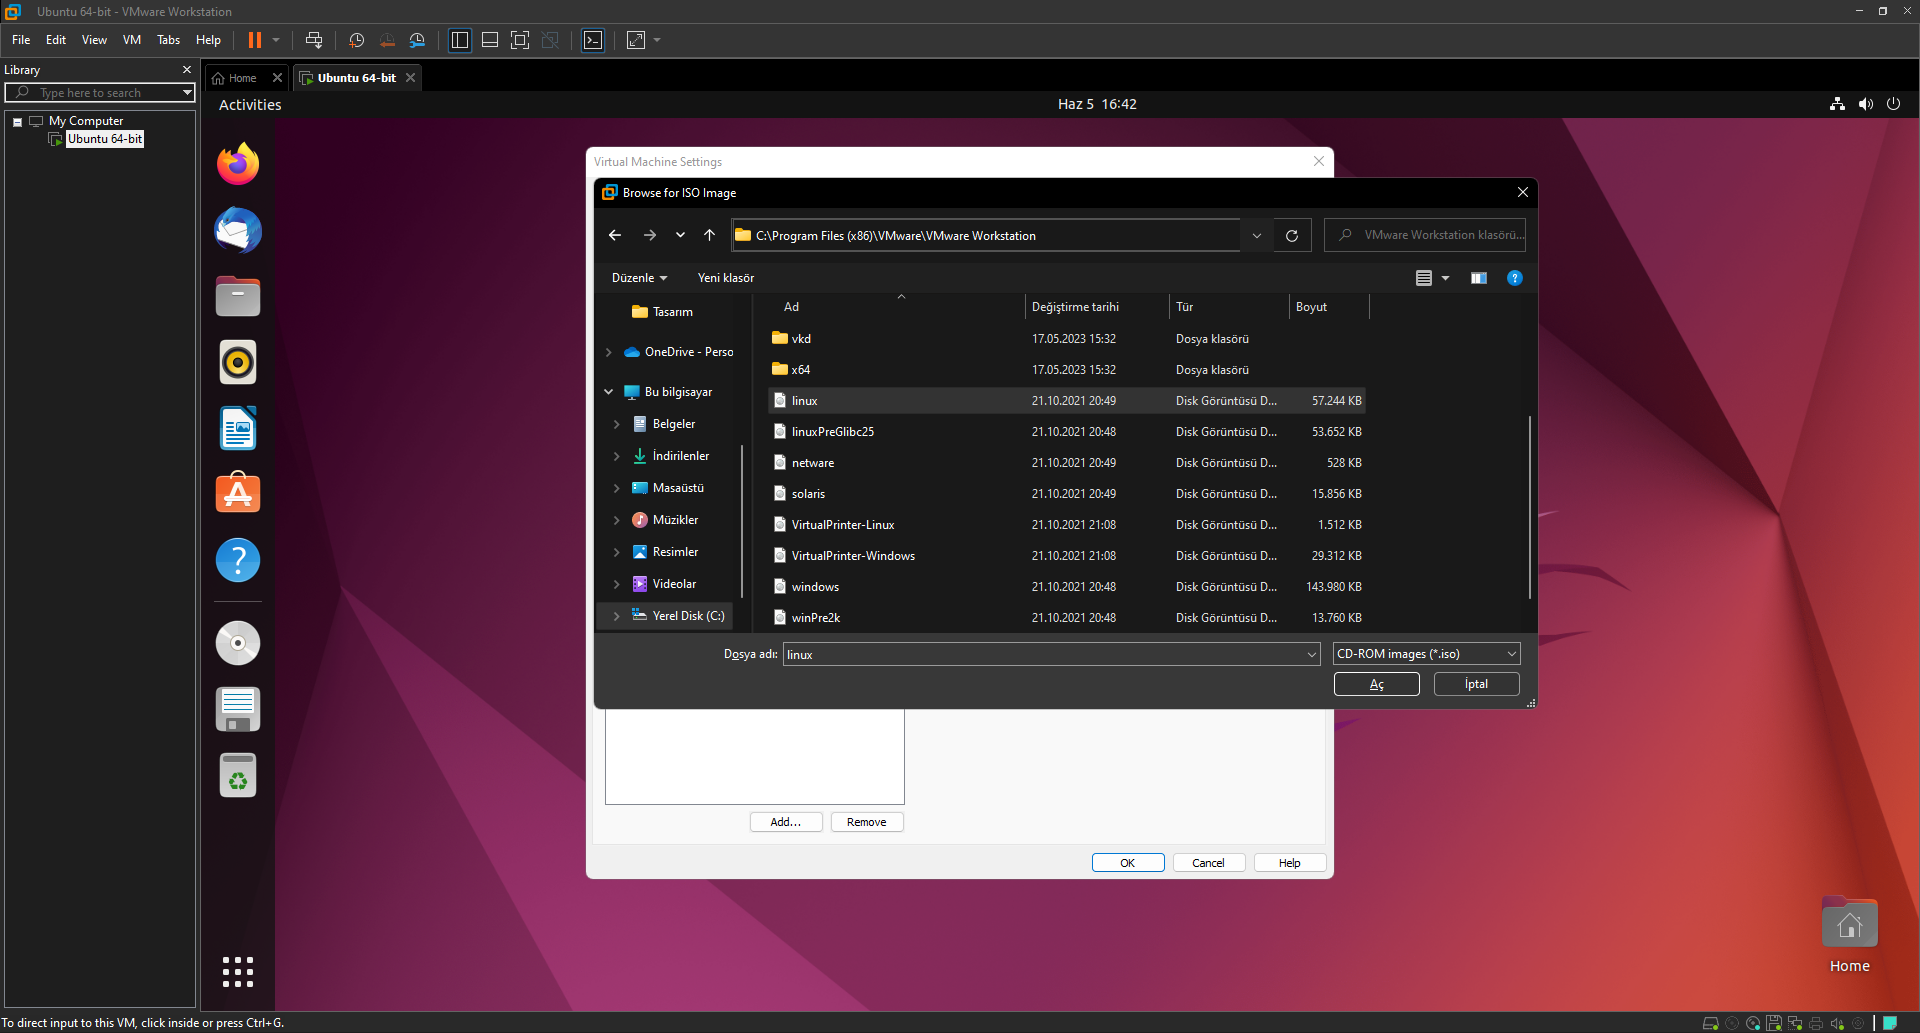 Ubuntu 64-bit - VMware Workstation
File Edit View VM Tabs Help
Library
Type here to search
My Computer
Ubuntu 64-bit
Home
Ubuntu 64-bit
Activities
Haz 5 16:42
Virtual Machine Settings
Browse for ISO Image
C:\Program Files (x86)\VMware\VMware Workstation
VMware Workstation klasörü...
Düzenle
Yeni klasör
Tasarım
OneDrive - Perso
Bu bilgisayar
Belgeler
İndirilenler
Masaüstü
Müzikler
Resimler
Videolar
Yerel Disk (C:)
Ad Değiştirme tarihi Tür Boyut
vkd 17.05.2023 15:32 Dosya klasörü
x64 17.05.2023 15:32 Dosya klasörü
linux 21.10.2021 20:49 Disk Görüntüsü D... 57.244 KB
linuxPreGlibc25 21.10.2021 20:48 Disk Görüntüsü D... 53.652 KB
netware 21.10.2021 20:49 Disk Görüntüsü D... 528 KB
solaris 21.10.2021 20:49 Disk Görüntüsü D... 15.856 KB
VirtualPrinter-Linux 21.10.2021 21:08 Disk Görüntüsü D... 1.512 KB
VirtualPrinter-Windows 21.10.2021 21:08 Disk Görüntüsü D... 29.312 KB
windows 21.10.2021 20:48 Disk Görüntüsü D... 143.980 KB
winPre2k 21.10.2021 20:48 Disk Görüntüsü D... 13.760 KB
Dosya adı: linux
CD-ROM images (*.iso)
Aç
İptal
Add...
Remove
OK
Cancel
Help
Home
To direct input to this VM, click inside or press Ctrl+G.